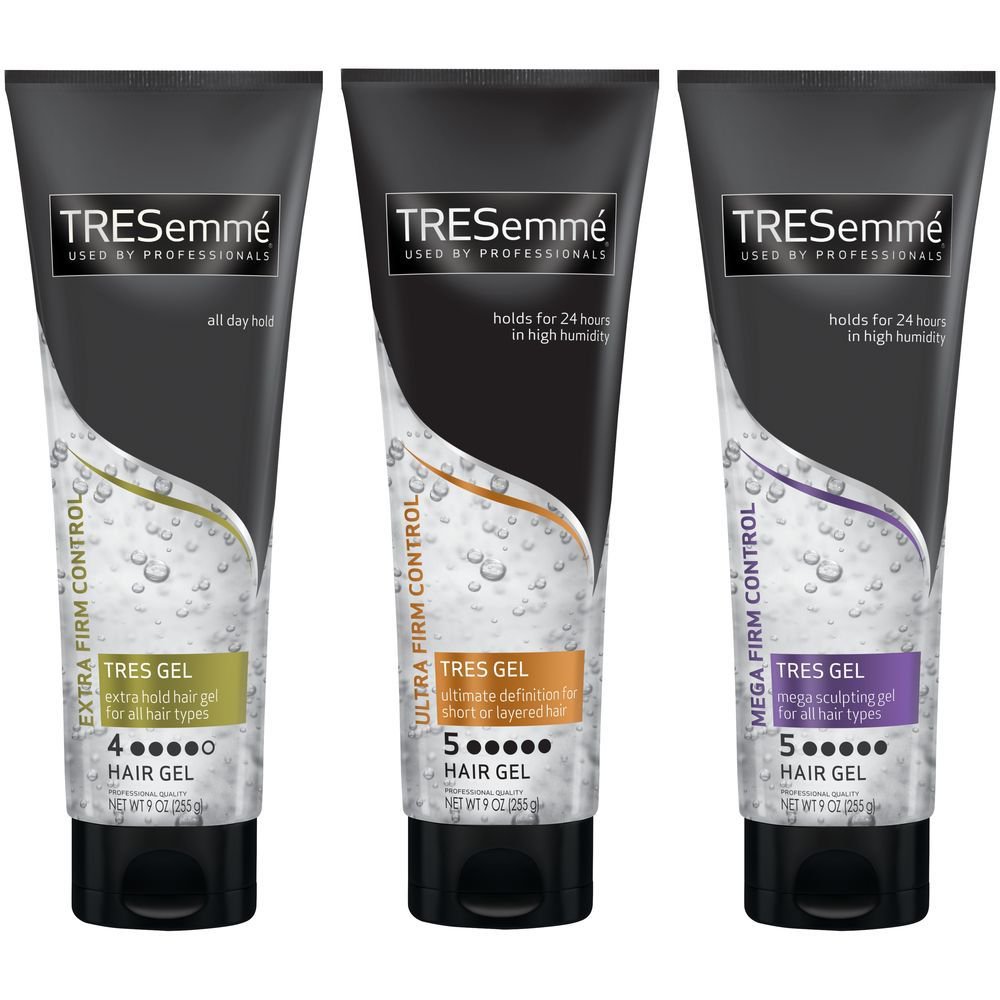 TRESemmé
USED BY PROFESSIONALS
all day hold
EXTRA FIRM CONTROL
TRES GEL
extra hold hair gel
for all hair types
4
HAIR GEL
PROFESSIONAL QUALITY
NET WT 9 OZ (255 g)
TRESemmé
USED BY PROFESSIONALS
holds for 24 hours
in high humidity
ULTRA FIRM CONTROL
TRES GEL
ultimate definition for
short or layered hair
5
HAIR GEL
PROFESSIONAL QUALITY
NET WT 9 OZ (255 g)
TRESemmé
USED BY PROFESSIONALS
holds for 24 hours
in high humidity
MEGA FIRM CONTROL
TRES GEL
mega sculpting gel
for all hair types
5
HAIR GEL
PROFESSIONAL QUALITY
NET WT 9 OZ (255 g)